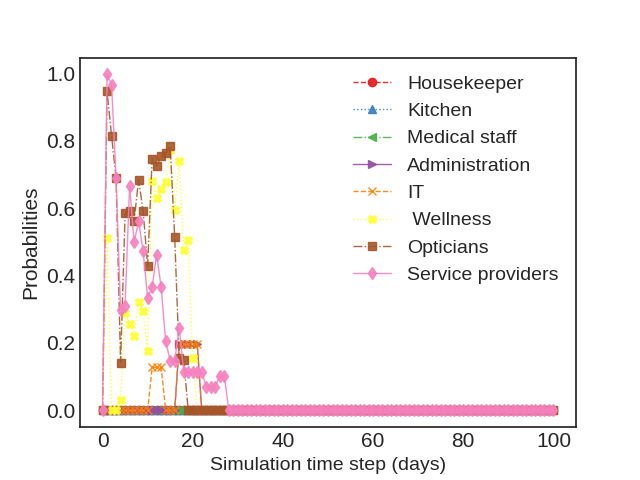 1.0
0.8
0.6
0.4
0.2
0.0
Probabilities
Housekeeper
Kitchen
Medical staff
Administration
IT
Wellness
Opticians
Service providers
0 20 40 60 80 100
Simulation time step (days)